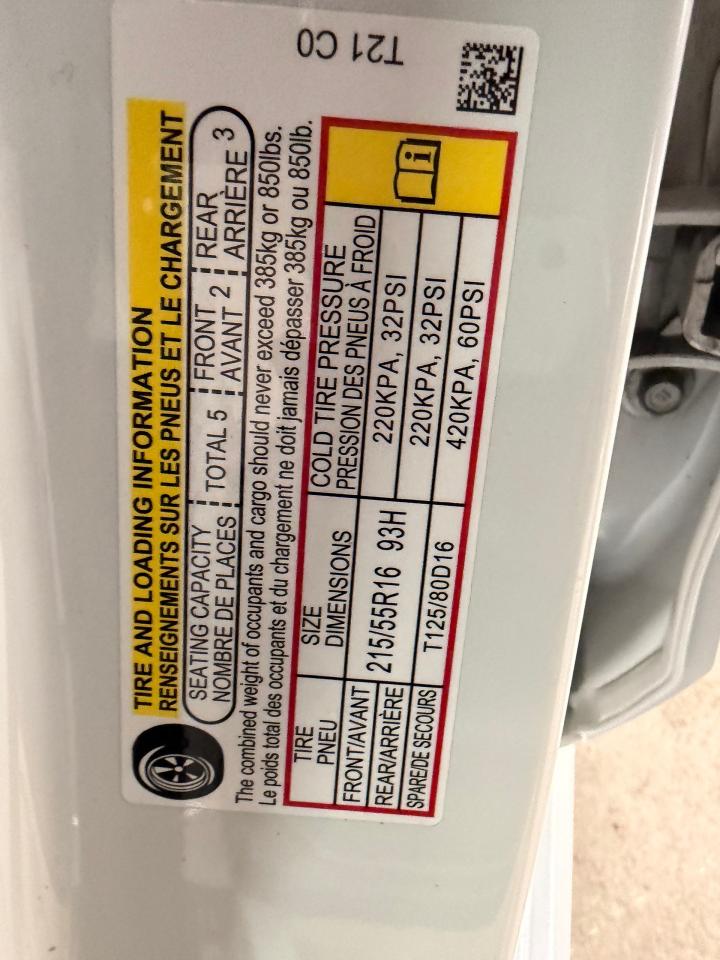 TIRE AND LOADING INFORMATION
RENSEIGNEMENTS SUR LES PNEUS ET LE CHARGEMENT
SEATING CAPACITY TOTAL 5 FRONT 2 REAR 3
NOMBRE DE PLACES AVANT ARRIÈRE
The combined weight of occupants and cargo should never exceed 385kg or 850lbs.
Le poids total des occupants et du chargement ne doit jamais dépasser 385kg ou 850lb.
TIRE SIZE COLD TIRE PRESSURE
PNEU DIMENSIONS PRESSION DES PNEUS À FROID
FRONT/AVANT 215/55R16 93H 220KPA, 32PSI
REAR/ARRIÈRE 220KPA, 32PSI
SPARE/DE SECOURS T125/80D16 420KPA, 60PSI
T21 C0